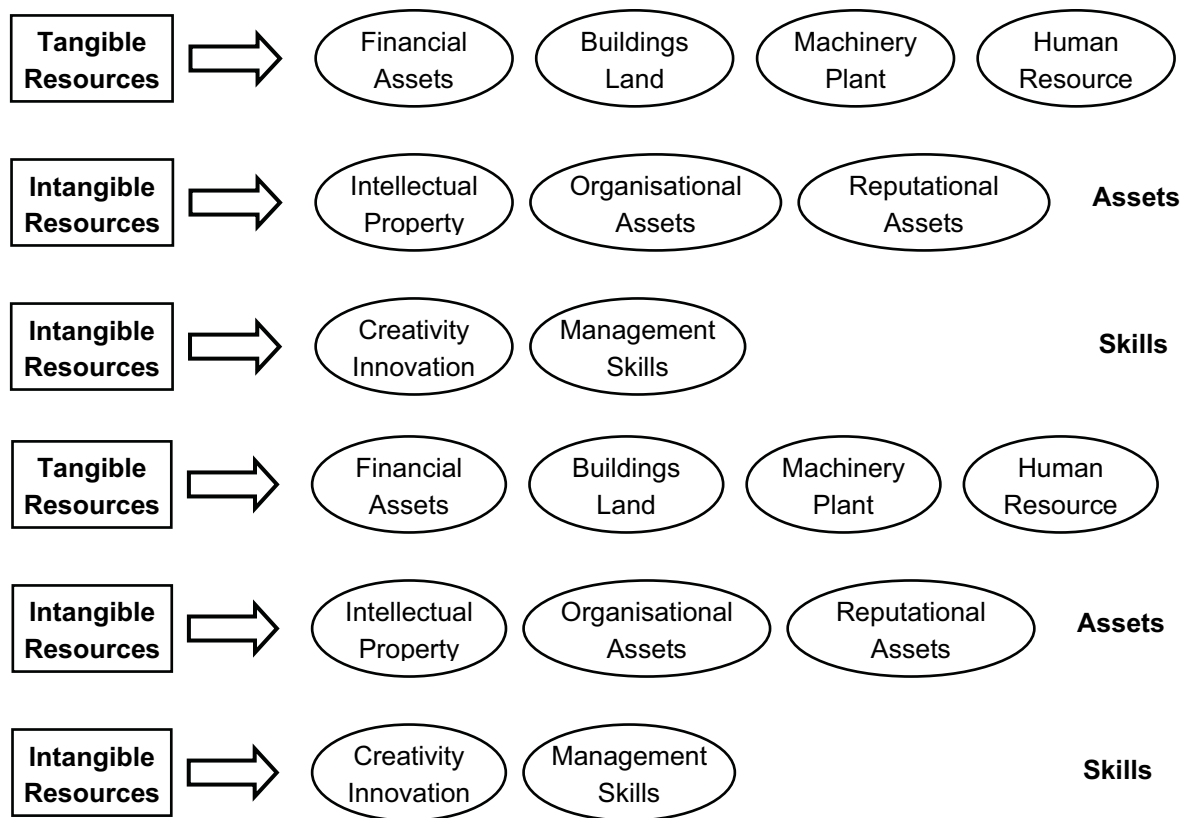 Tangible
Resources
Financial
Assets
Buildings
Land
Machinery
Plant
Human
Resource
Intangible
Resources
Intellectual
Property
Organisational
Assets
Reputational
Assets
Assets
Intangible
Resources
Creativity
Innovation
Management
Skills
Skills
Tangible
Resources
Financial
Assets
Buildings
Land
Machinery
Plant
Human
Resource
Intangible
Resources
Intellectual
Property
Organisational
Assets
Reputational
Assets
Assets
Intangible
Resources
Creativity
Innovation
Management
Skills
Skills